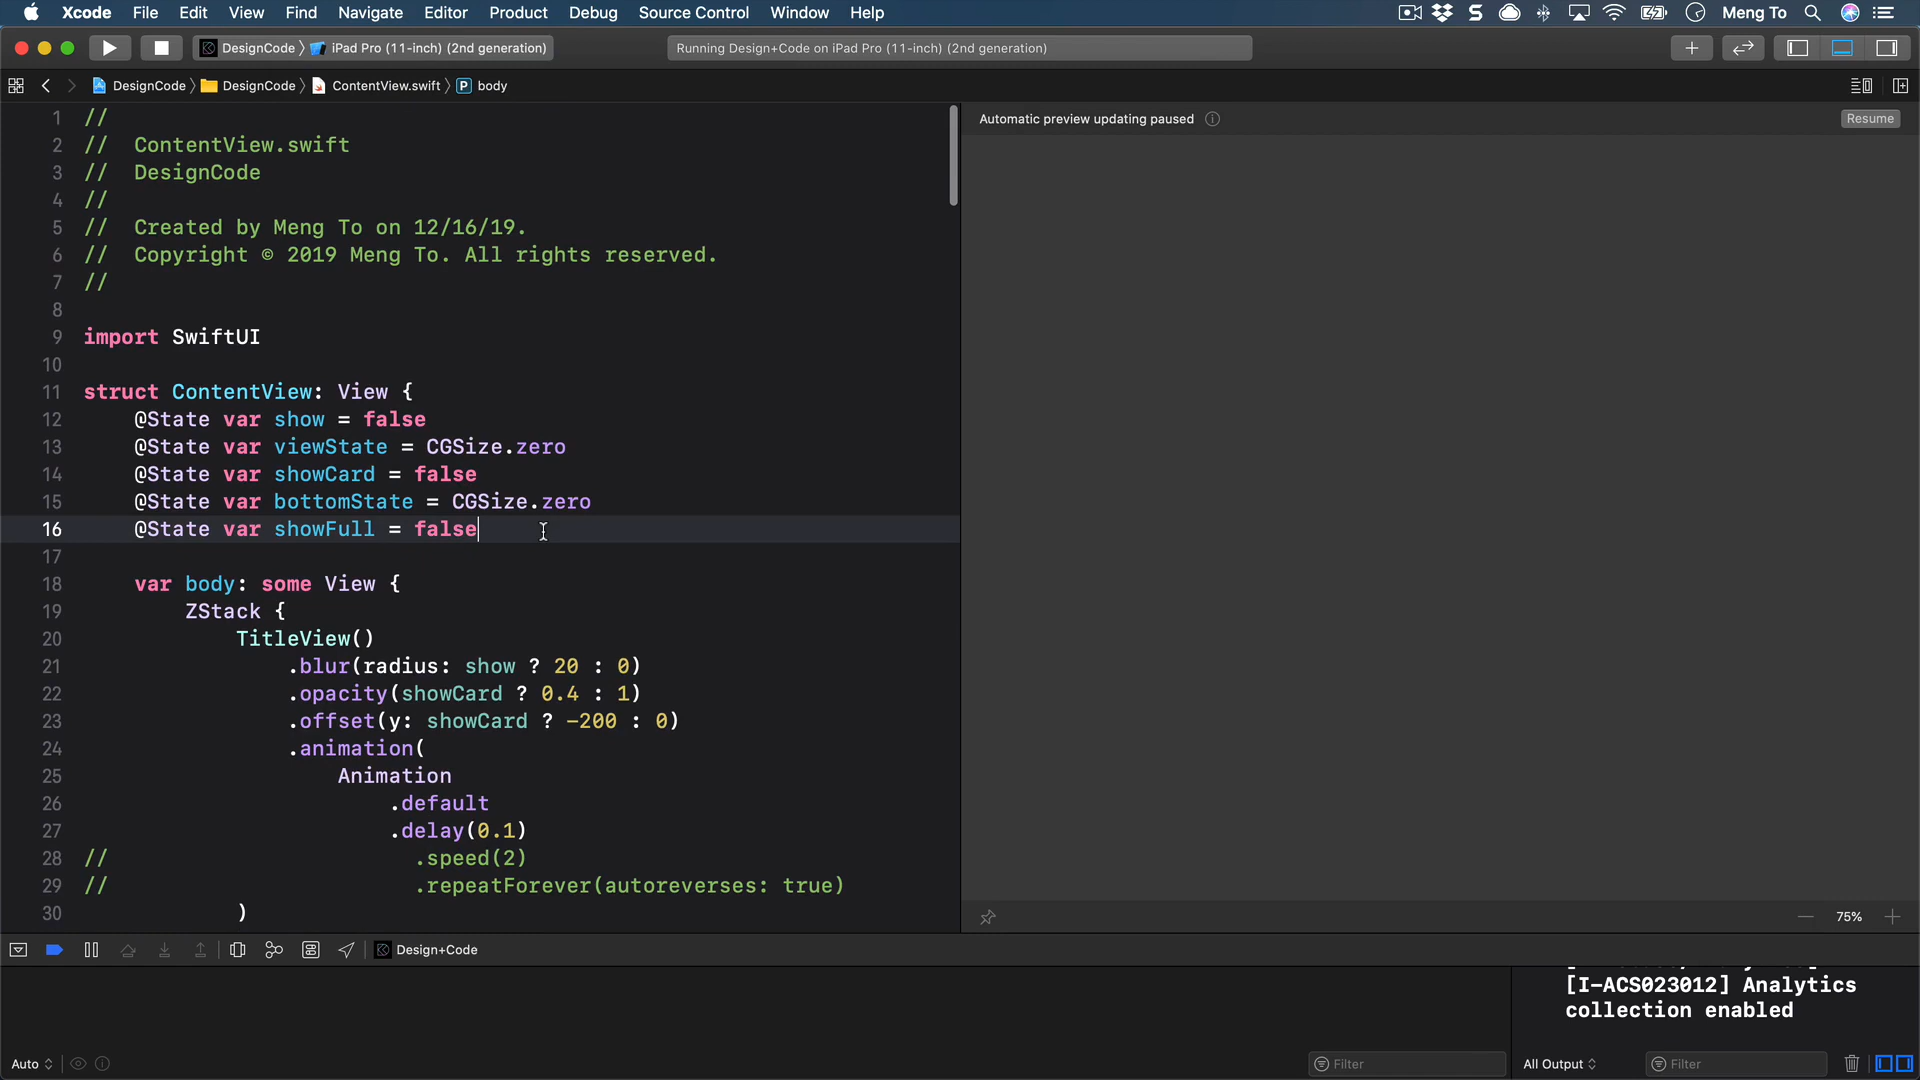 Xcode File Edit View Find Navigate Editor Product Debug Source Control Window Help Meng To
DesignCode iPad Pro (11-inch) (2nd generation) Running Design+Code on iPad Pro (11-inch) (2nd generation)
DesignCode DesignCode ContentView.swift P body
Automatic preview updating paused Resume
1 //
2 // ContentView.swift
3 // DesignCode
4 //
5 // Created by Meng To on 12/16/19.
6 // Copyright © 2019 Meng To. All rights reserved.
7 //
8
9 import SwiftUI
10
11 struct ContentView: View {
12 @State var show = false
13 @State var viewState = CGSize.zero
14 @State var showCard = false
15 @State var bottomState = CGSize.zero
16 @State var showFull = false
17
18 var body: some View {
19 ZStack {
20 TitleView()
21 .blur(radius: show ? 20 : 0)
22 .opacity(showCard ? 0.4 : 1)
23 .offset(y: showCard ? -200 : 0)
24 .animation(
25 Animation
26 .default
27 .delay(0.1)
28 // .speed(2)
29 // .repeatForever(autoreverses: true)
30 )
75%
Design+Code
[I-ACS023012] Analytics
collection enabled
Auto Filter All Output Filter